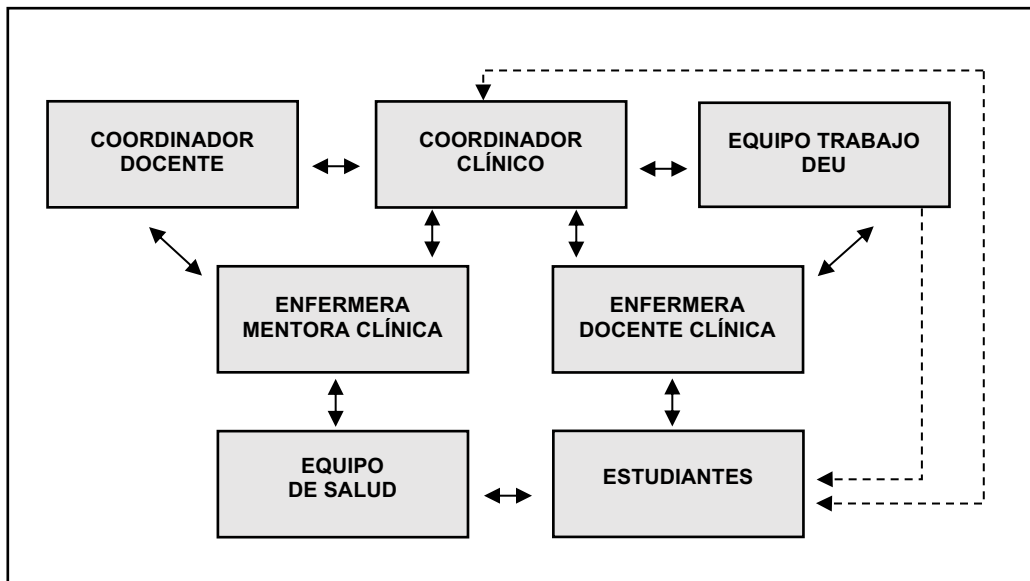 COORDINADOR
DOCENTE
COORDINADOR
CLÍNICO
EQUIPO TRABAJO
DEU
ENFERMERA
MENTORA CLÍNICA
ENFERMERA
DOCENTE CLÍNICA
EQUIPO
DE SALUD
ESTUDIANTES